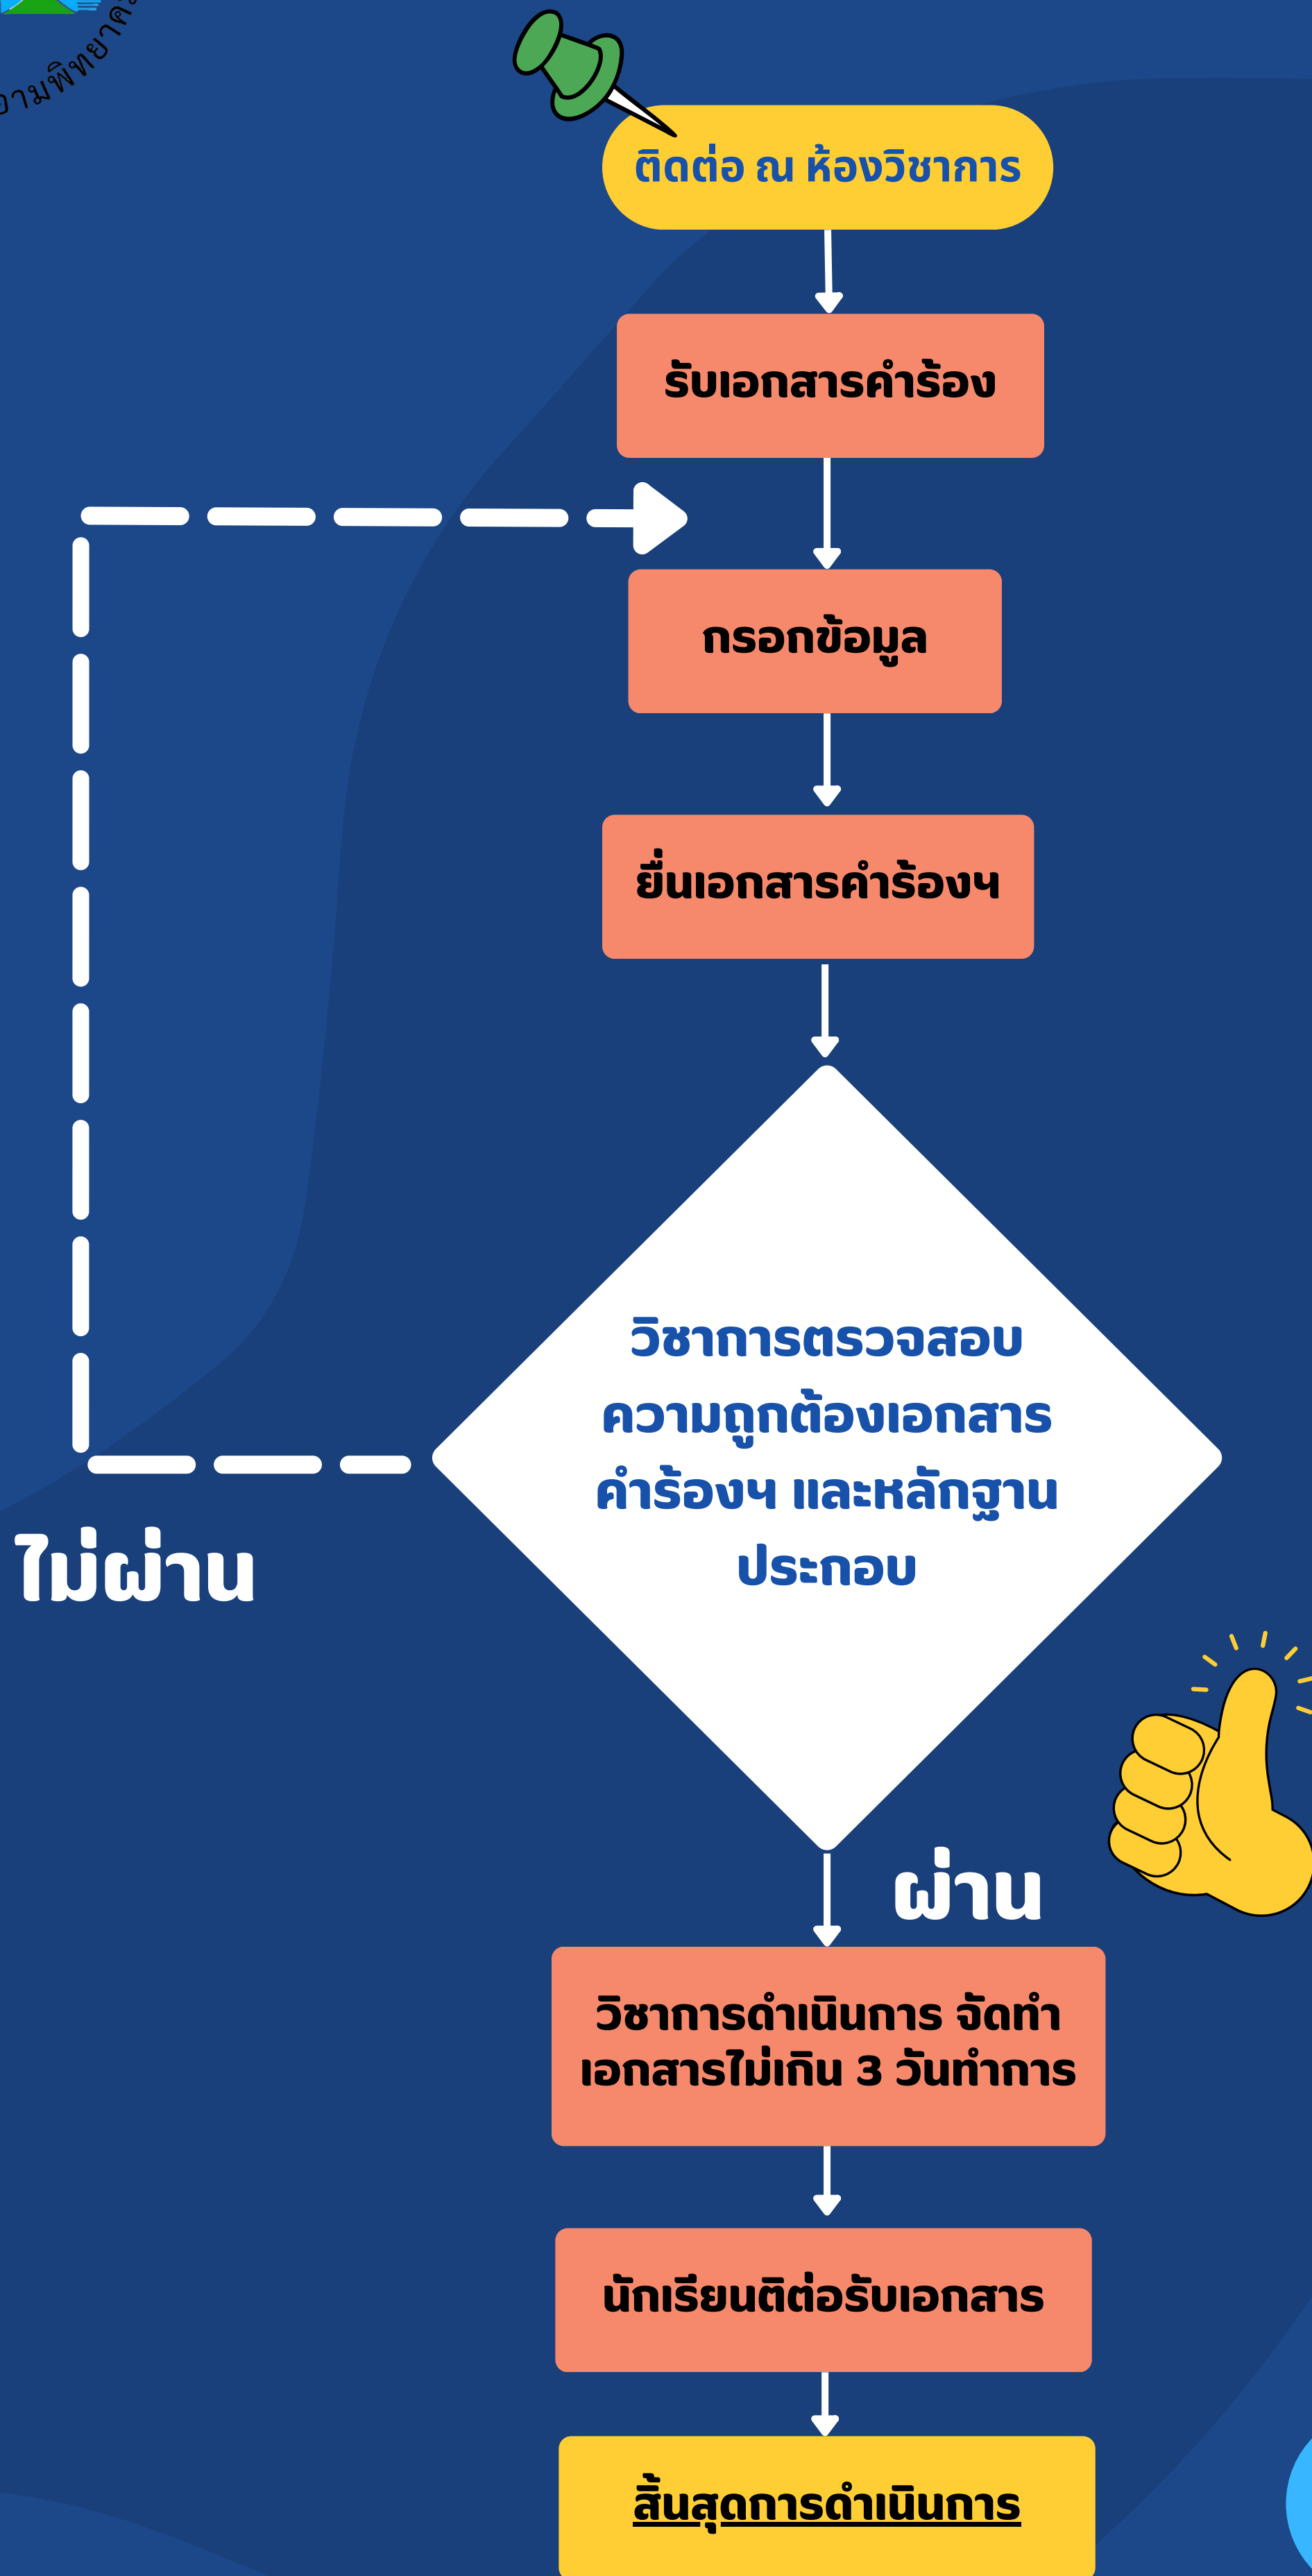 ติดต่อ ณ ห้องวิชาการ
รับเอกสารคำร้อง
กรอกข้อมูล
ยื่นเอกสารคำร้องฯ
วิชาการตรวจสอบ
ความถูกต้องเอกสาร
คำร้องฯ และหลักฐาน
ประกอบ
ไม่ผ่าน
ผ่าน
วิชาการดำเนินการ จัดทำ
เอกสารไม่เกิน 3 วันทำการ
นักเรียนติต่อรับเอกสาร
สิ้นสุดการดำเนินการ